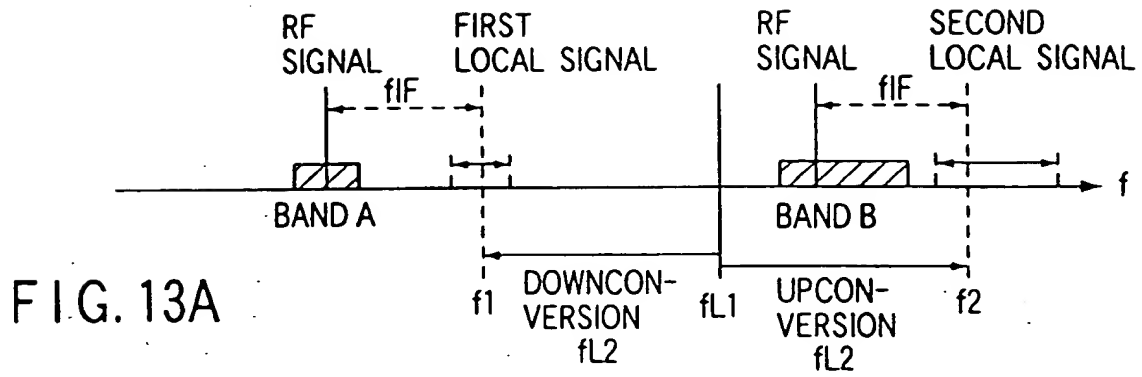 RF
SIGNAL
FIRST
LOCAL SIGNAL
RF
SIGNAL
SECOND
LOCAL SIGNAL
fIF
fIF
f
BAND A
BAND B
f1
DOWNCON-
VERSION
fL2
fL1
UPCON-
VERSION
fL2
f2
FIG. 13A